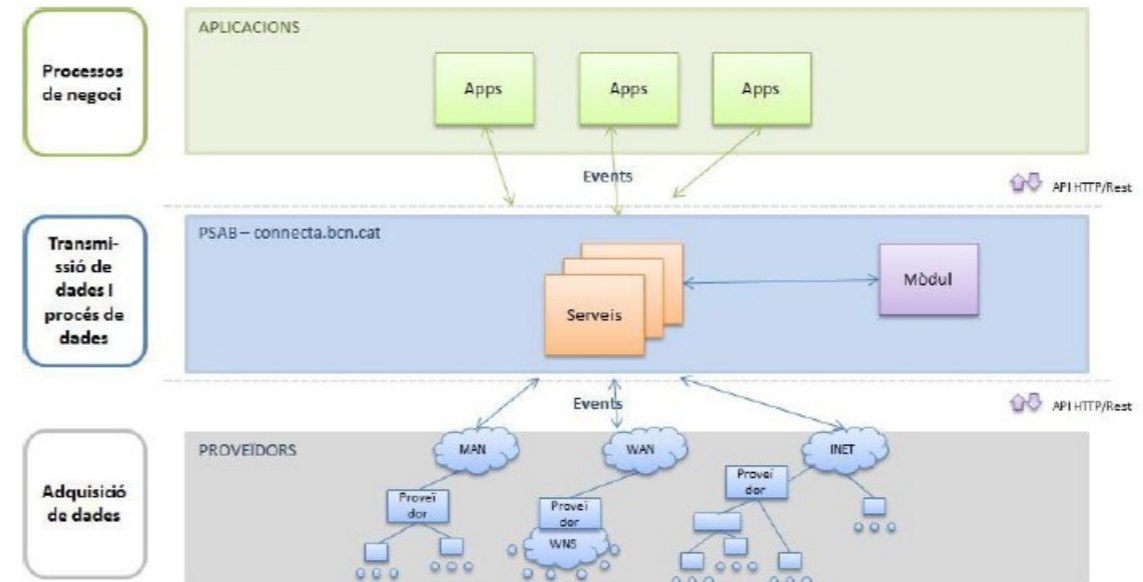 APLICACIONS
Processos
de negoci
Apps
Apps
Apps
Events
API HTTP/Rest
PSAB – connecta.bcn.cat
Transmi-
ssió de
dades I
procés de
dades
Serveis
Mòdul
Events
API HTTP/Rest
PROVEÏDORS
MAN
WAN
INET
Adquisició
de dades
Proveï
dor
Proveï
dor
WNS
Proveï
dor